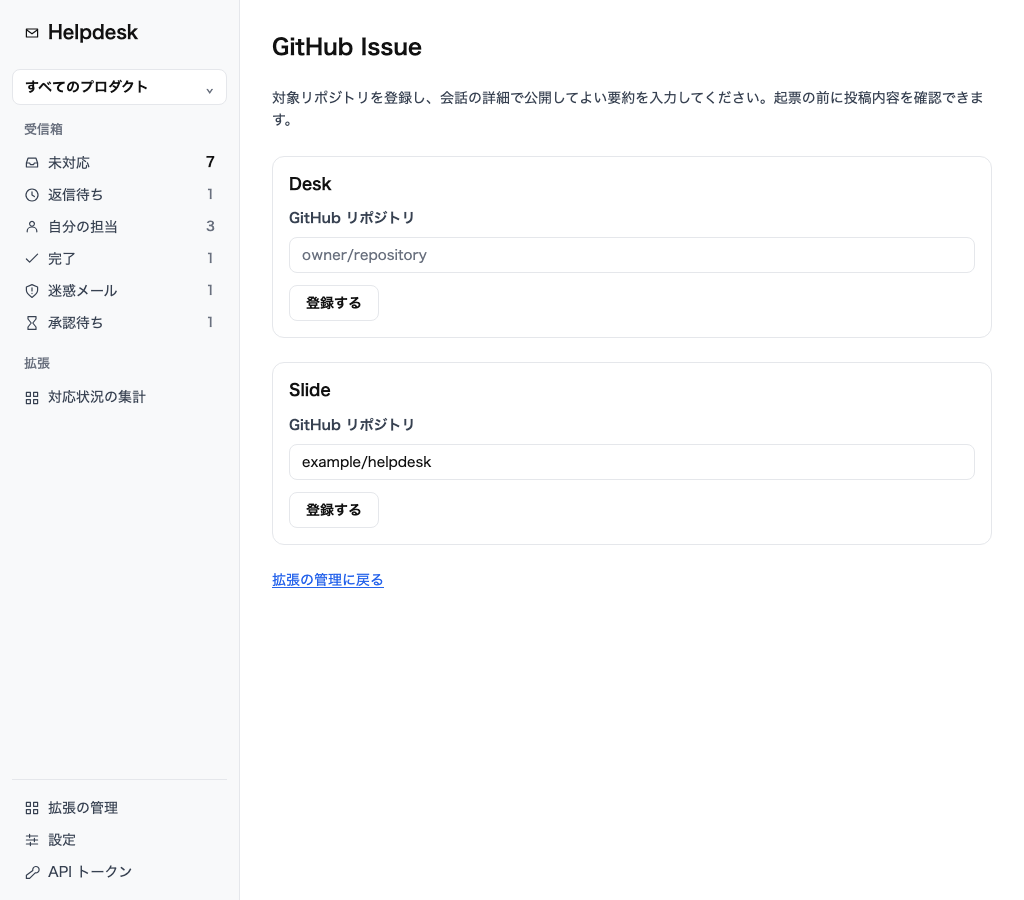 Helpdesk
すべてのプロダクト
受信箱
未対応 7
返信待ち 1
自分の担当 3
完了 1
迷惑メール 1
承認待ち 1
拡張
対応状況の集計
拡張の管理
設定
API トークン
GitHub Issue
対象リポジトリを登録し、会話の詳細で公開してよい要約を入力してください。起票の前に投稿内容を確認できま
す。
Desk
GitHub リポジトリ
owner/repository
登録する
Slide
GitHub リポジトリ
example/helpdesk
登録する
拡張の管理に戻る